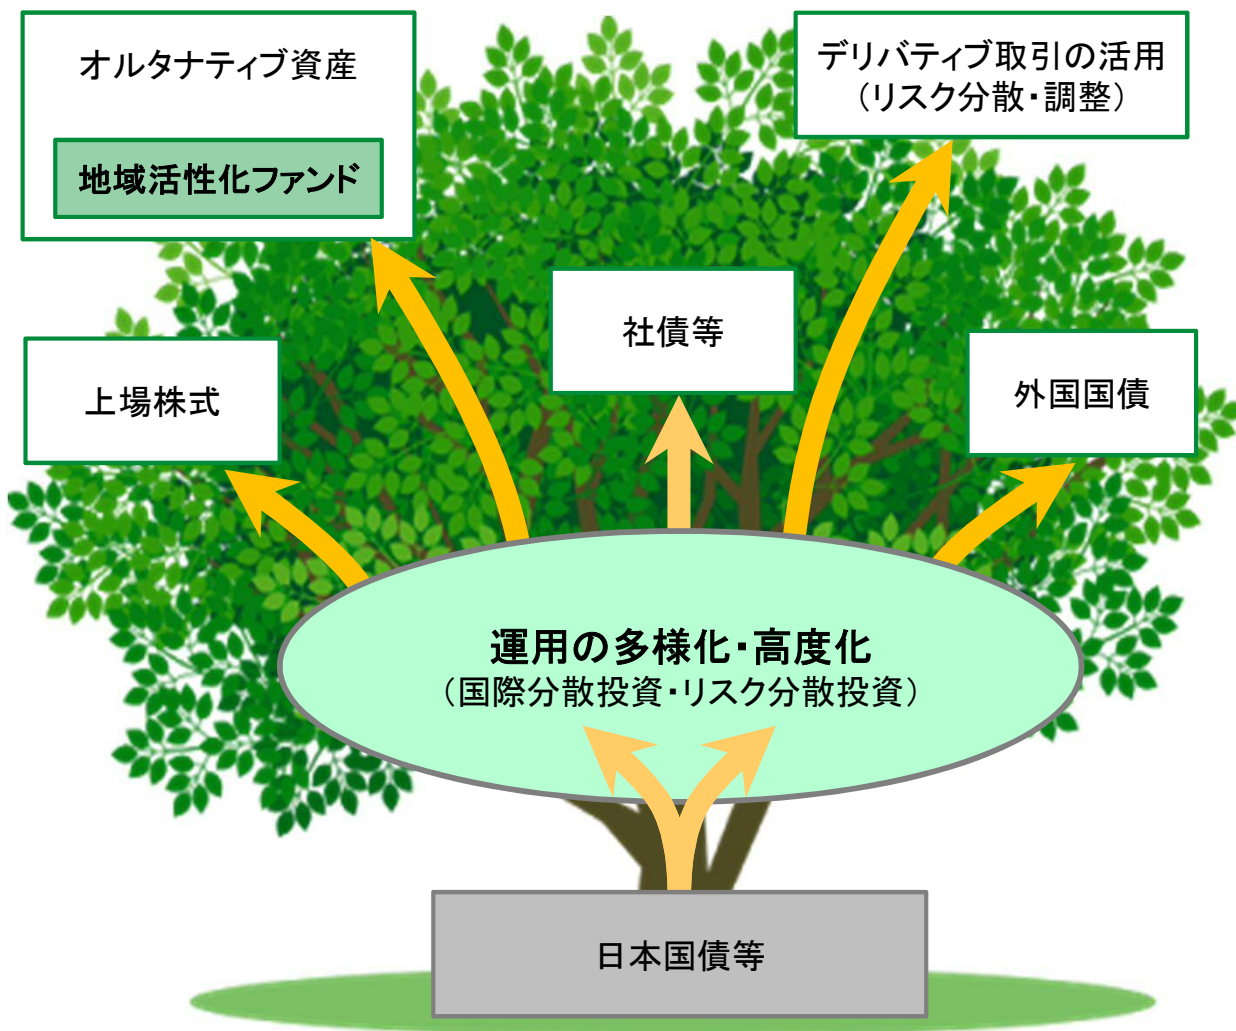 オルタナティブ資産
地域活性化ファンド
デリバティブ取引の活用
（リスク分散・調整）
社債等
上場株式
外国国債
運用の多様化・高度化
（国際分散投資・リスク分散投資）
日本国債等